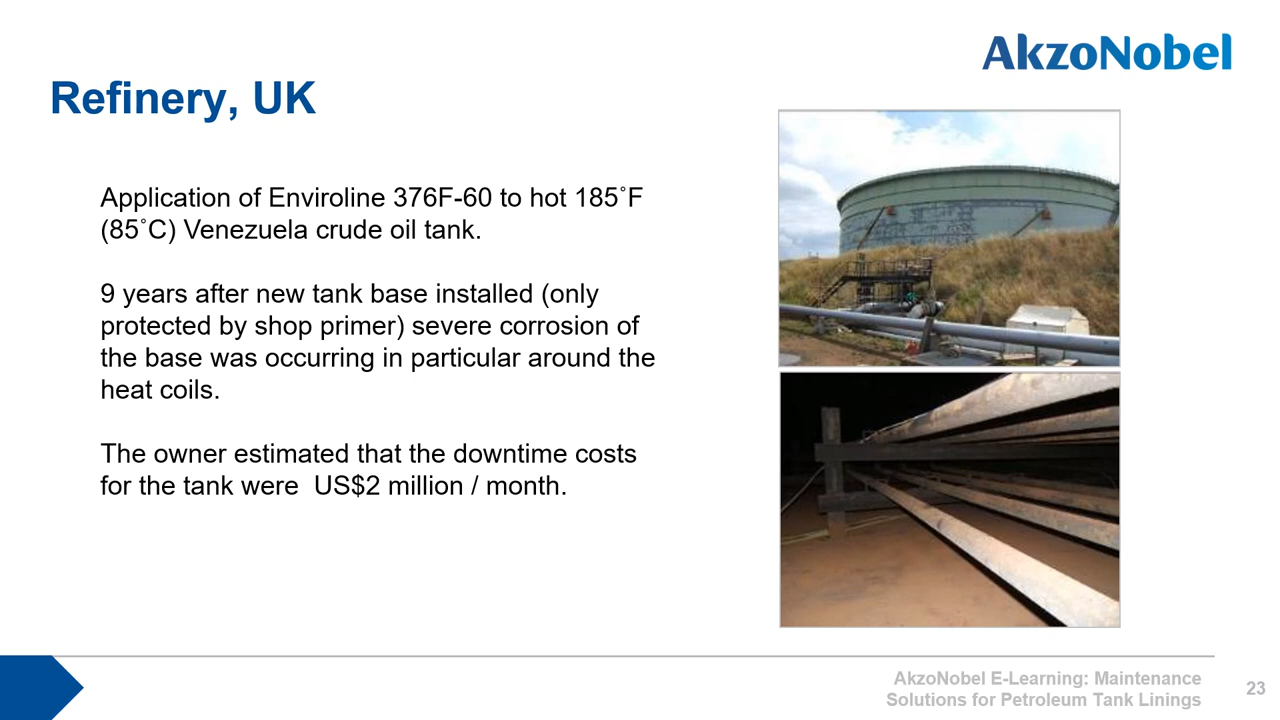 AkzoNobel
Refinery, UK
Application of Enviroline 376F-60 to hot 185˚F
(85˚C) Venezuela crude oil tank.
9 years after new tank base installed (only
protected by shop primer) severe corrosion of
the base was occurring in particular around the
heat coils.
The owner estimated that the downtime costs
for the tank were  US$2 million / month.
AkzoNobel E-Learning: Maintenance
Solutions for Petroleum Tank Linings
23